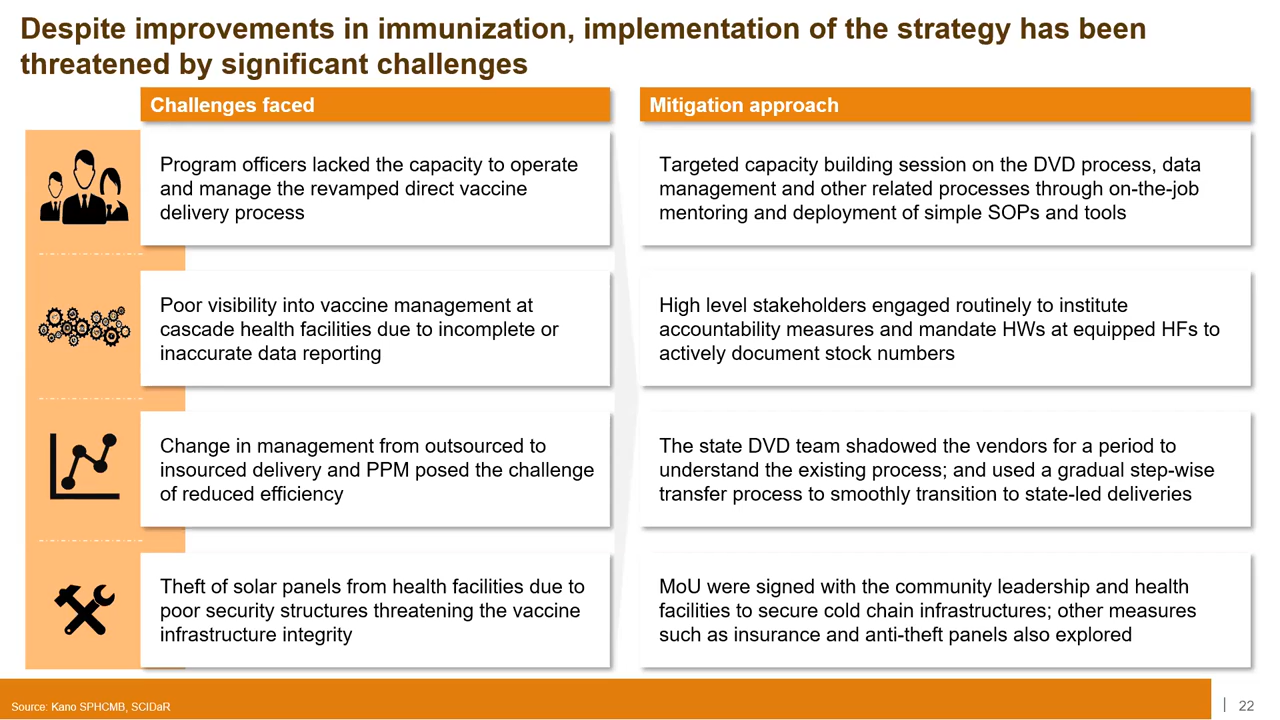 Despite improvements in immunization, implementation of the strategy has been
threatened by significant challenges
Challenges faced
Mitigation approach
Program officers lacked the capacity to operate
and manage the revamped direct vaccine
delivery process
Targeted capacity building session on the DVD process, data
management and other related processes through on-the-job
mentoring and deployment of simple SOPs and tools
Poor visibility into vaccine management at
cascade health facilities due to incomplete or
inaccurate data reporting
High level stakeholders engaged routinely to institute
accountability measures and mandate HWs at equipped HFs to
actively document stock numbers
Change in management from outsourced to
insourced delivery and PPM posed the challenge
of reduced efficiency
The state DVD team shadowed the vendors for a period to
understand the existing process; and used a gradual step-wise
transfer process to smoothly transition to state-led deliveries
Theft of solar panels from health facilities due to
poor security structures threatening the vaccine
infrastructure integrity
MoU were signed with the community leadership and health
facilities to secure cold chain infrastructures; other measures
such as insurance and anti-theft panels also explored
Source: Kano SPHCMB, SCIDaR
| 22